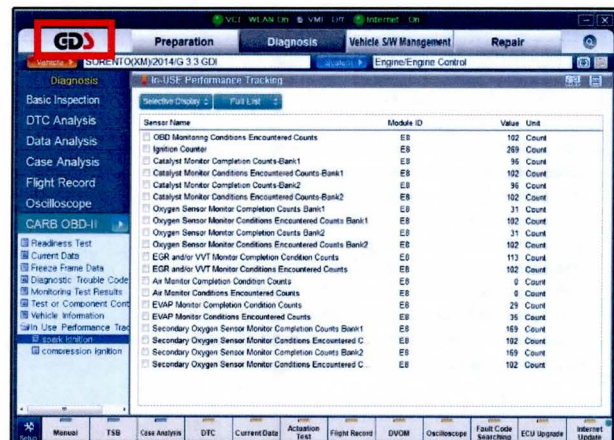 VCI WLAN On VMI Off Internet On
GDS
Preparation Diagnosis Vehicle S/W Management Repair
Vehicle SORENTO(XM)/2014/G 3.3 GDI System Engine/Engine Control
Diagnosis
In-USE Performance Tracking
Basic Inspection
DTC Analysis
Data Analysis
Case Analysis
Flight Record
Oscilloscope
CARB OBD-II
Readiness Test
Current Data
Freeze Frame Data
Diagnostic Trouble Code
Monitoring Test Results
Test or Component Cont
Vehicle Information
In Use Performance Trac
spark ignition
compression ignition
Selective Display Full List
Sensor Name Module ID Value Unit
OBD Monitoring Conditions Encountered Counts E8 102 Count
Ignition Counter E8 269 Count
Catalyst Monitor Completion Counts-Bank1 E8 96 Count
Catalyst Monitor Conditions Encountered Counts-Bank1 E8 102 Count
Catalyst Monitor Completion Counts-Bank2 E8 96 Count
Catalyst Monitor Conditions Encountered Counts-Bank2 E8 102 Count
Oxygen Sensor Monitor Completion Counts Bank1 E8 31 Count
Oxygen Sensor Monitor Conditions Encountered Counts Bank1 E8 102 Count
Oxygen Sensor Monitor Completion Counts Bank2 E8 31 Count
Oxygen Sensor Monitor Conditions Encountered Counts Bank2 E8 102 Count
EGR and/or VVT Monitor Completion Condition Counts E8 113 Count
EGR and/or VVT Monitor Conditions Encountered Counts E8 102 Count
Air Monitor Completion Condition Counts E8 0 Count
Air Monitor Conditions Encountered Counts E8 0 Count
EVAP Monitor Completion Condition Counts E8 29 Count
EVAP Monitor Conditions Encountered Counts E8 35 Count
Secondary Oxygen Sensor Monitor Completion Counts Bank1 E8 169 Count
Secondary Oxygen Sensor Monitor Conditions Encountered C... E8 102 Count
Secondary Oxygen Sensor Monitor Completion Counts Bank2 E8 169 Count
Secondary Oxygen Sensor Monitor Conditions Encountered C... E8 102 Count
Setup Manual TSB Case Analysis DTC Current Data Actuation Test Flight Record DVOM Oscilloscope Fault Code Searching ECU Upgrade Internet Update